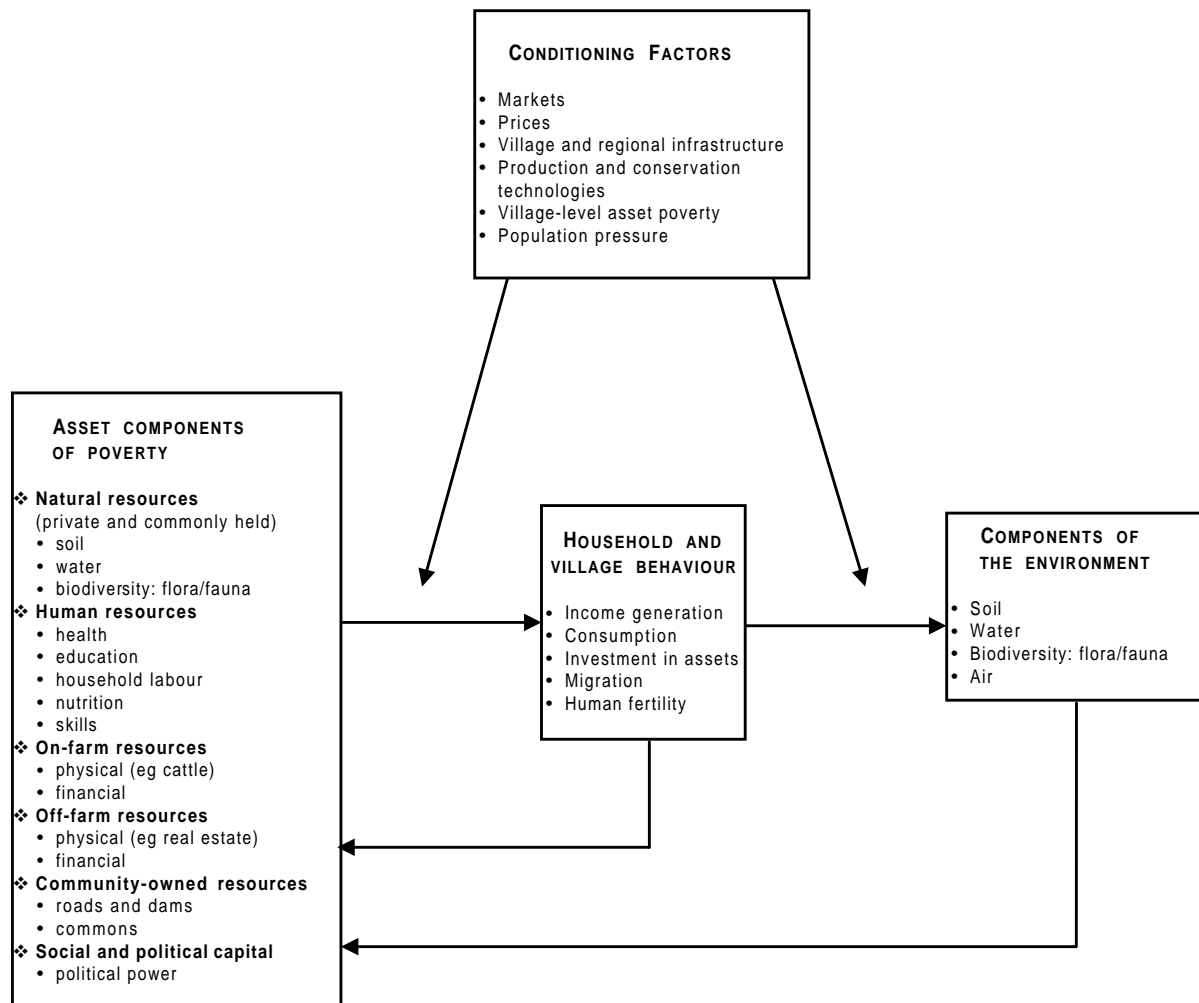 CONDITIONING FACTORS
• Markets
• Prices
• Village and regional infrastructure
• Production and conservation
technologies
• Village-level asset poverty
• Population pressure
ASSET COMPONENTS
OF POVERTY
❖ Natural resources
(private and commonly held)
• soil
• water
• biodiversity: flora/fauna
❖ Human resources
• health
• education
• household labour
• nutrition
• skills
❖ On-farm resources
• physical (eg cattle)
• financial
❖ Off-farm resources
• physical (eg real estate)
• financial
❖ Community-owned resources
• roads and dams
• commons
❖ Social and political capital
• political power
HOUSEHOLD AND
VILLAGE BEHAVIOUR
• Income generation
• Consumption
• Investment in assets
• Migration
• Human fertility
COMPONENTS OF
THE ENVIRONMENT
• Soil
• Water
• Biodiversity: flora/fauna
• Air